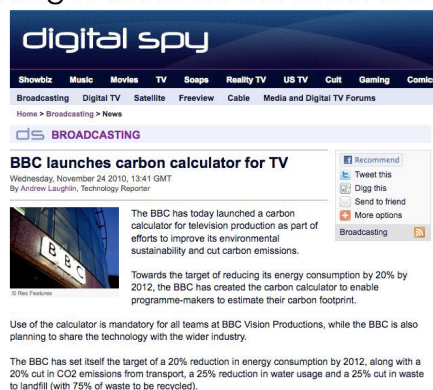 digital spy
Showbiz Music Movies TV Soaps Reality TV US TV Cult Gaming Comics
Broadcasting Digital TV Satellite Freeview Cable Media and Digital TV Forums
Home > Broadcasting > News
ds BROADCASTING
BBC launches carbon calculator for TV
Wednesday, November 24 2010, 13:41 GMT
By Andrew Laughlin, Technology Reporter
Recommend
Tweet this
Digg this
Send to friend
More options
Broadcasting
BBC
© Rex Features
The BBC has today launched a carbon
calculator for television production as part of
efforts to improve its environmental
sustainability and cut carbon emissions.
Towards the target of reducing its energy consumption by 20% by
2012, the BBC has created the carbon calculator to enable
programme-makers to estimate their carbon footprint.
Use of the calculator is mandatory for all teams at BBC Vision Productions, while the BBC is also
planning to share the technology with the wider industry.
The BBC has set itself the target of a 20% reduction in energy consumption by 2012, along with a
20% cut in CO2 emissions from transport, a 25% reduction in water usage and a 25% cut in waste
to landfill (with 75% of waste to be recycled).